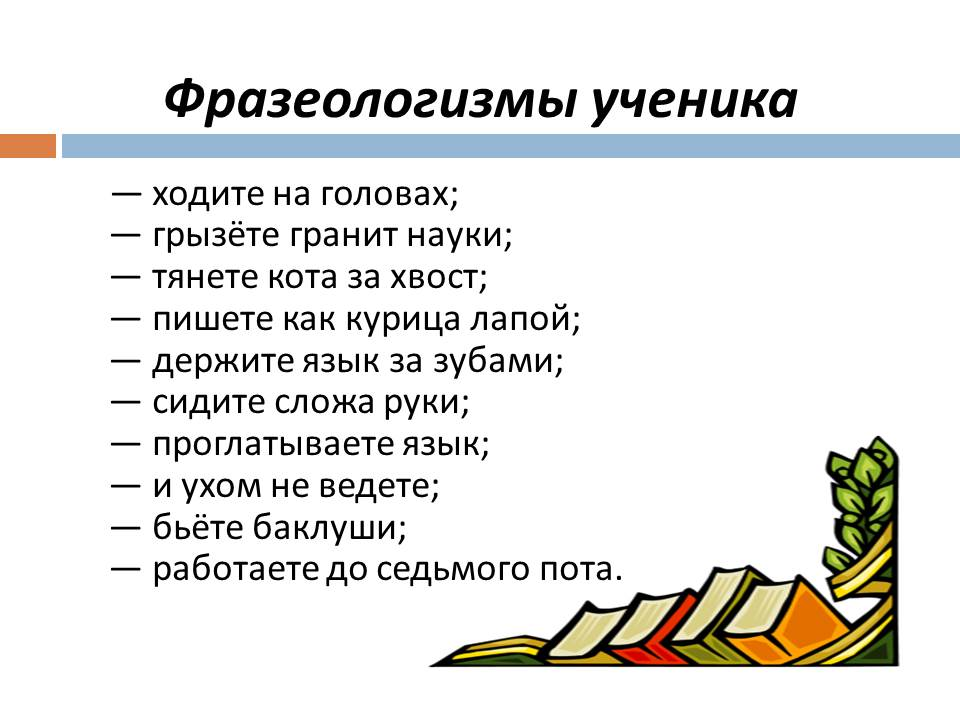 Фразеологизмы ученика
— ходите на головах;
— грызёте гранит науки;
— тянете кота за хвост;
— пишете как курица лапой;
— держите язык за зубами;
— сидите сложа руки;
— проглатываете язык;
— и ухом не ведете;
— бьёте баклуши;
— работаете до седьмого пота.